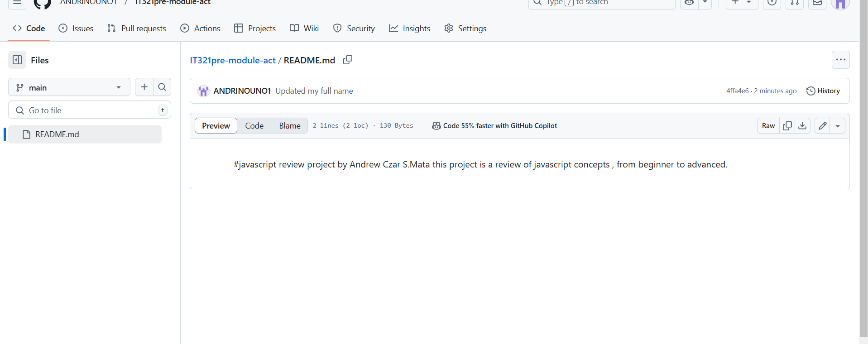 ANDRINOUNO1 / IT321pre-module-act
Type / to search
Code Issues Pull requests Actions Projects Wiki Security Insights Settings
Files
IT321pre-module-act / README.md
main
ANDRINOUNO1 Updated my full name
4ffa4e6 · 2 minutes ago History
Go to file t
Preview Code Blame 2 lines (2 loc) · 130 Bytes Code 55% faster with GitHub Copilot Raw
README.md
#javascript review project by Andrew Czar S.Mata this project is a review of javascript concepts , from beginner to advanced.